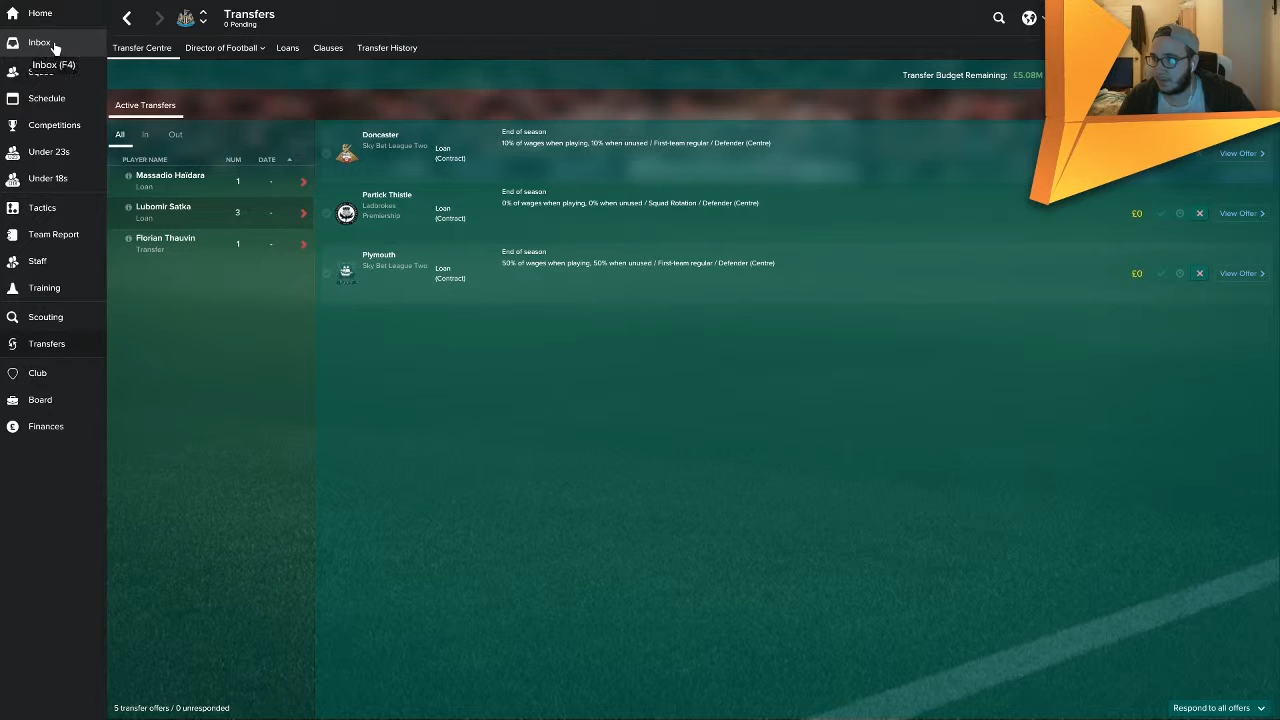 Home
Inbox
Inbox (F4)
Schedule
Competitions
Under 23s
Under 18s
Tactics
Team Report
Staff
Training
Scouting
Transfers
Club
Board
Finances
Transfers
0 Pending
Transfer Centre
Director of Football
Loans
Clauses
Transfer History
Transfer Budget Remaining: £5.08M
Active Transfers
All In Out
PLAYER NAME NUM DATE
Massadio Haïdara 1 -
Loan
Lubomir Satka 3 -
Loan
Florian Thauvin 1 -
Transfer
Doncaster
Sky Bet League Two
Loan
(Contract)
End of season
10% of wages when playing, 10% when unused / First-team regular / Defender (Centre)
View Offer
Partick Thistle
Ladbrokes
Premiership
Loan
(Contract)
End of season
0% of wages when playing, 0% when unused / Squad Rotation / Defender (Centre)
£0
View Offer
Plymouth
Sky Bet League Two
Loan
(Contract)
End of season
50% of wages when playing, 50% when unused / First-team regular / Defender (Centre)
£0
View Offer
5 transfer offers / 0 unresponded
Respond to all offers